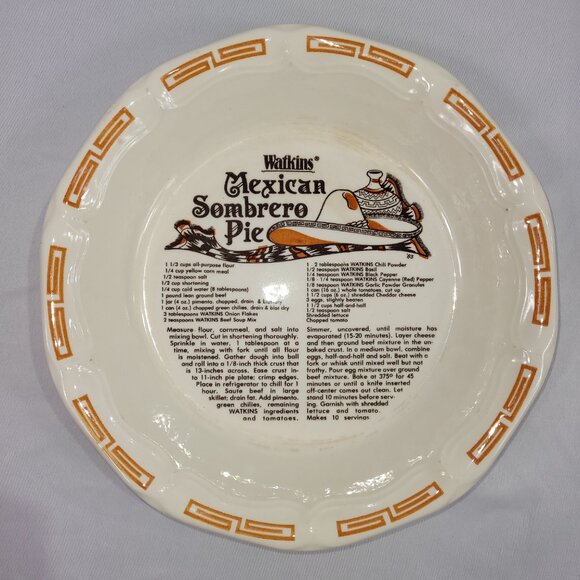 Watkins®
Mexican
Sombrero
Pie
83
1 1/3 cups all-purpose flour
1/4 cup yellow corn meal
1/2 teaspoon salt
1/2 cup shortening
1/4 cup cold water (8 tablespoons)
1 pound lean ground beef
1 jar (4 oz.) pimento, chopped, drain & blot dry
1 can (4 oz.) chopped green chilies, drain & blot dry
3 tablespoons WATKINS Onion Flakes
2 teaspoons WATKINS Beef Soup Mix
1 - 2 tablespoons WATKINS Chili Powder
1/2 teaspoon WATKINS Basil
1/4 teaspoon WATKINS Black Pepper
1/8 - 1/4 teaspoon WATKINS Cayenne (Red) Pepper
1/8 teaspoon WATKINS Garlic Powder Granules
1 can (16 oz.) whole tomatoes, cut up
1 1/2 cups (6 oz.) shredded Cheddar cheese
3 eggs, slightly beaten
1 1/2 cups half-and-half
1/2 teaspoon salt
Shredded lettuce
Chopped tomato
Measure flour, cornmeal, and salt into
mixing bowl. Cut in shortening thoroughly.
Sprinkle in water, 1 tablespoon at a
time, mixing with fork until all flour
is moistened. Gather dough into ball
and roll into a 1/8-inch thick crust that
is 13-inches across. Ease crust in-
to 11-inch pie plate; crimp edges.
Place in refrigerator to chill for 1
hour. Saute beef in large
skillet; drain fat. Add pimento,
green chilies, remaining
WATKINS ingredients
and tomatoes.
Simmer, uncovered, until moisture has
evaporated (15-20 minutes). Layer cheese
and then ground beef mixture in the un-
baked crust. In a medium bowl, combine
eggs, half-and-half and salt. Beat with a
fork or whisk until mixed well but not
frothy. Pour egg mixture over ground
beef mixture. Bake at 375° for 45
minutes or until a knife inserted
off-center comes out clean. Let
stand 10 minutes before serv-
ing. Garnish with shredded
lettuce and tomato.
Makes 10 servings